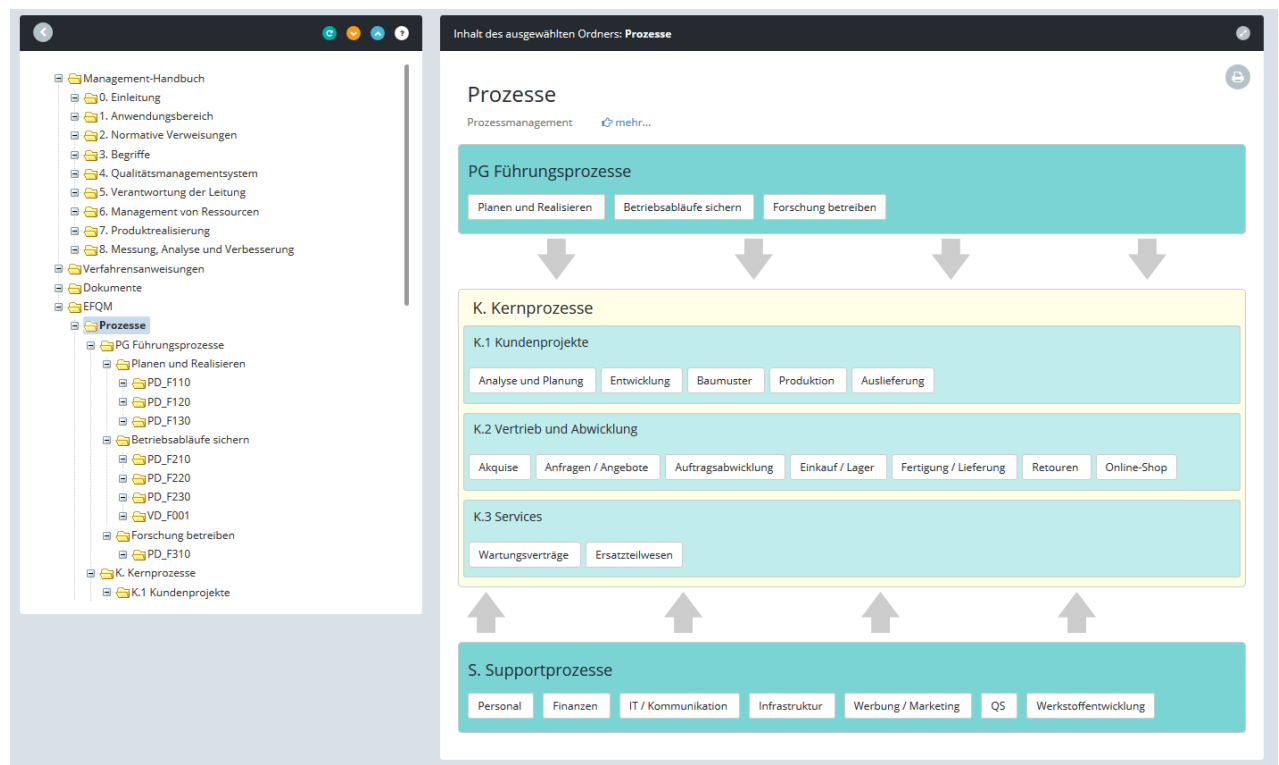 Management-Handbuch
0. Einleitung
1. Anwendungsbereich
2. Normative Verweisungen
3. Begriffe
4. Qualitätsmanagementsystem
5. Verantwortung der Leitung
6. Management von Ressourcen
7. Produktrealisierung
8. Messung, Analyse und Verbesserung
Verfahrensanweisungen
Dokumente
EFQM
Prozesse
PG Führungsprozesse
Planen und Realisieren
PD_F110
PD_F120
PD_F130
Betriebsabläufe sichern
PD_F210
PD_F220
PD_F230
VD_F001
Forschung betreiben
PD_F310
K. Kernprozesse
K.1 Kundenprojekte
Inhalt des ausgewählten Ordners: Prozesse
Prozesse
Prozessmanagement mehr...
PG Führungsprozesse
Planen und Realisieren Betriebsabläufe sichern Forschung betreiben
K. Kernprozesse
K.1 Kundenprojekte
Analyse und Planung Entwicklung Baumuster Produktion Auslieferung
K.2 Vertrieb und Abwicklung
Akquise Anfragen / Angebote Auftragsabwicklung Einkauf / Lager Fertigung / Lieferung Retouren Online-Shop
K.3 Services
Wartungsverträge Ersatzteilwesen
S. Supportprozesse
Personal Finanzen IT / Kommunikation Infrastruktur Werbung / Marketing QS Werkstoffentwicklung